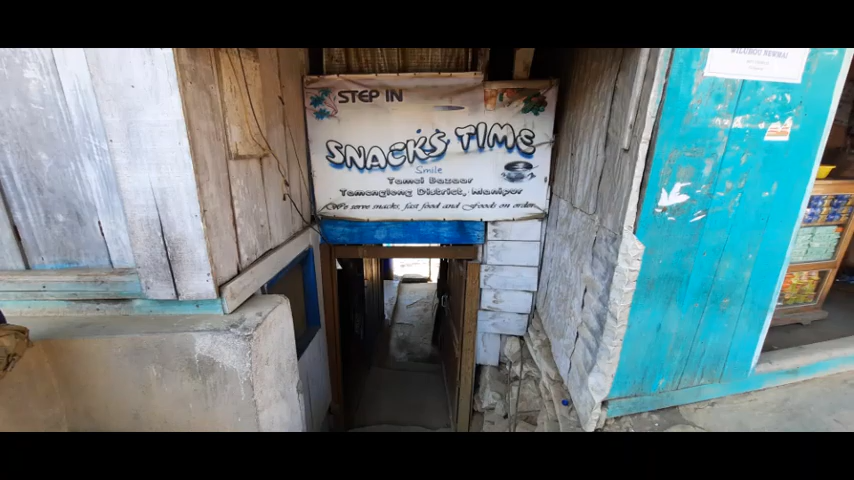 STEP IN
SNACKS TIME
Smile
Tamei Bazaar
Tamenglong District, Manipur
We serve snacks, fast food and Foods on order.